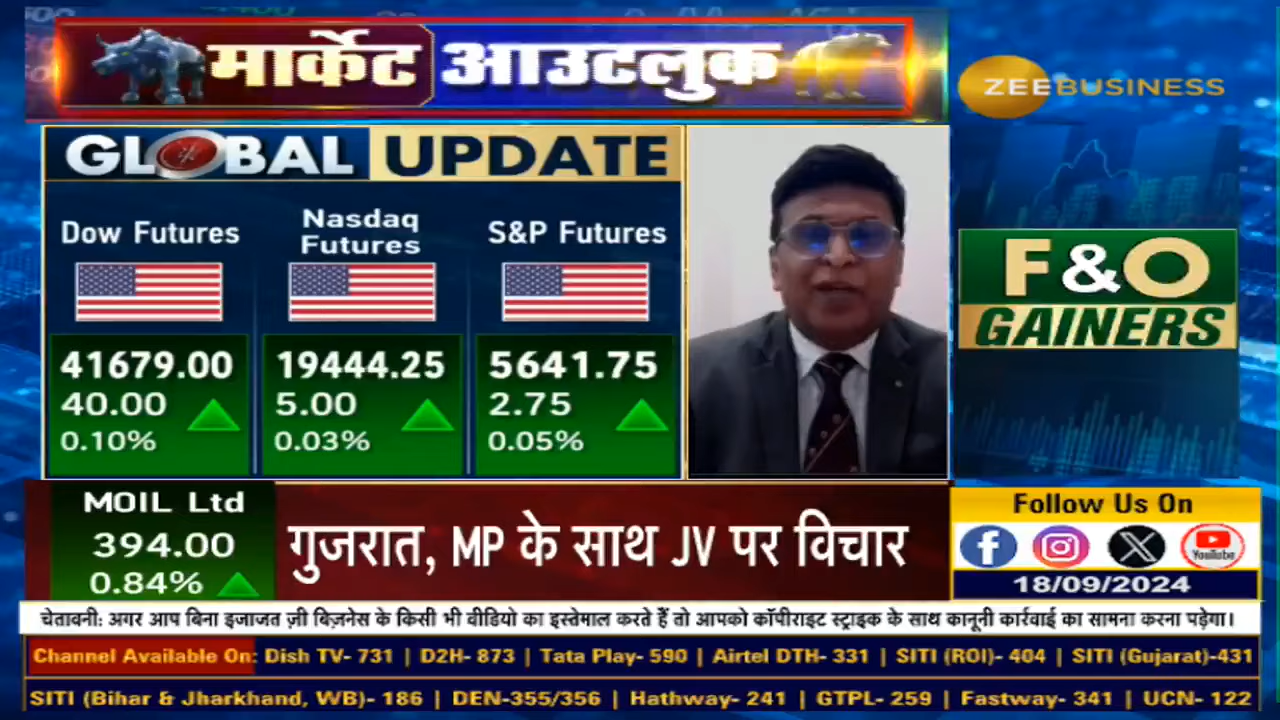 मार्केट आउटलुक
ZEEBUSINESS
GLOBAL UPDATE
Dow Futures
41679.00
40.00
0.10%
Nasdaq
Futures
19444.25
5.00
0.03%
S&P Futures
5641.75
2.75
0.05%
F&O
GAINERS
MOIL Ltd
394.00
0.84%
गुजरात, MP के साथ JV पर विचार
Follow Us On
YouTube
18/09/2024
चेतावनी: अगर आप बिना इजाजत ज़ी बिज़नेस के किसी भी वीडियो का इस्तेमाल करते हैं तो आपको कॉपीराइट स्ट्राइक के साथ कानूनी कार्रवाई का सामना करना पड़ेगा।
Channel Available On: Dish TV- 731 | D2H- 873 | Tata Play- 590 | Airtel DTH- 331 | SITI (ROI)- 404 | SITI (Gujarat)-431
SITI (Bihar & Jharkhand, WB)- 186 | DEN-355/356 | Hathway- 241 | GTPL- 259 | Fastway- 341 | UCN- 122